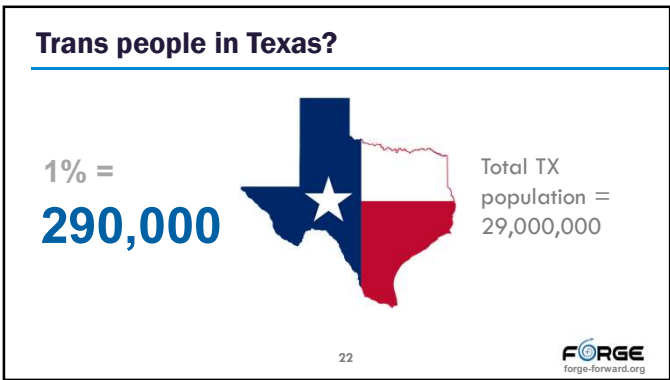 Trans people in Texas?
1% =
290,000
Total TX
population =
29,000,000
22
FORGE
forge-forward.org